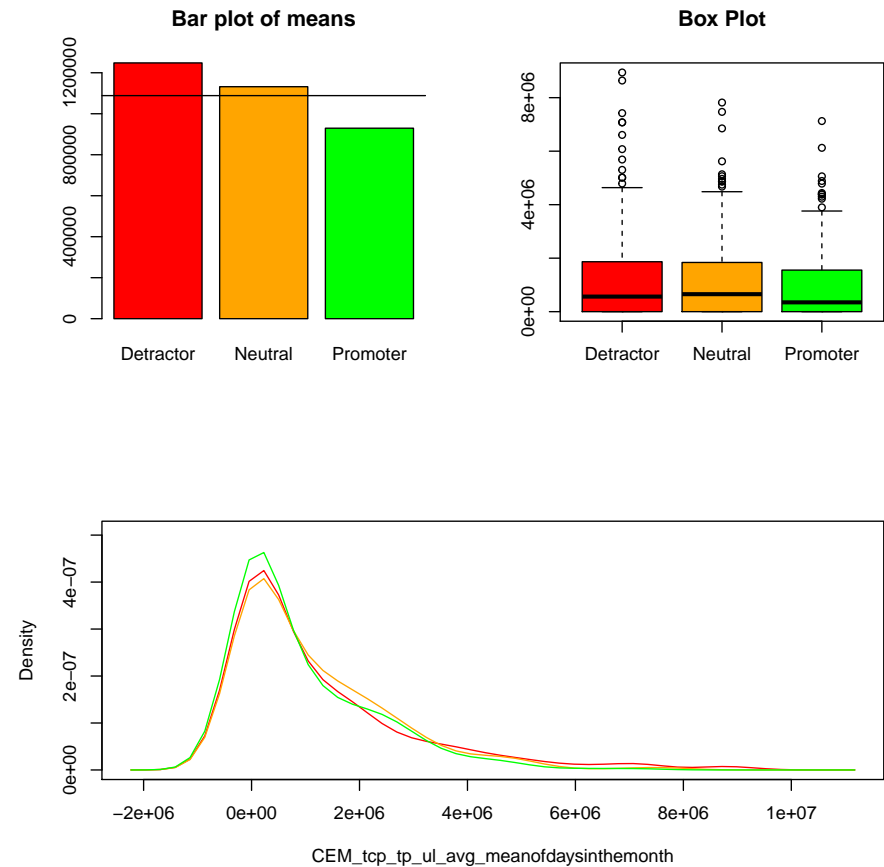 Bar plot of means
1200000
800000
400000
0
Detractor Neutral Promoter
Box Plot
8e+06
4e+06
0e+00
Detractor Neutral Promoter
Density
4e−07
2e−07
0e+00
−2e+06 0e+00 2e+06 4e+06 6e+06 8e+06 1e+07
CEM_tcp_tp_ul_avg_meanofdaysinthemonth